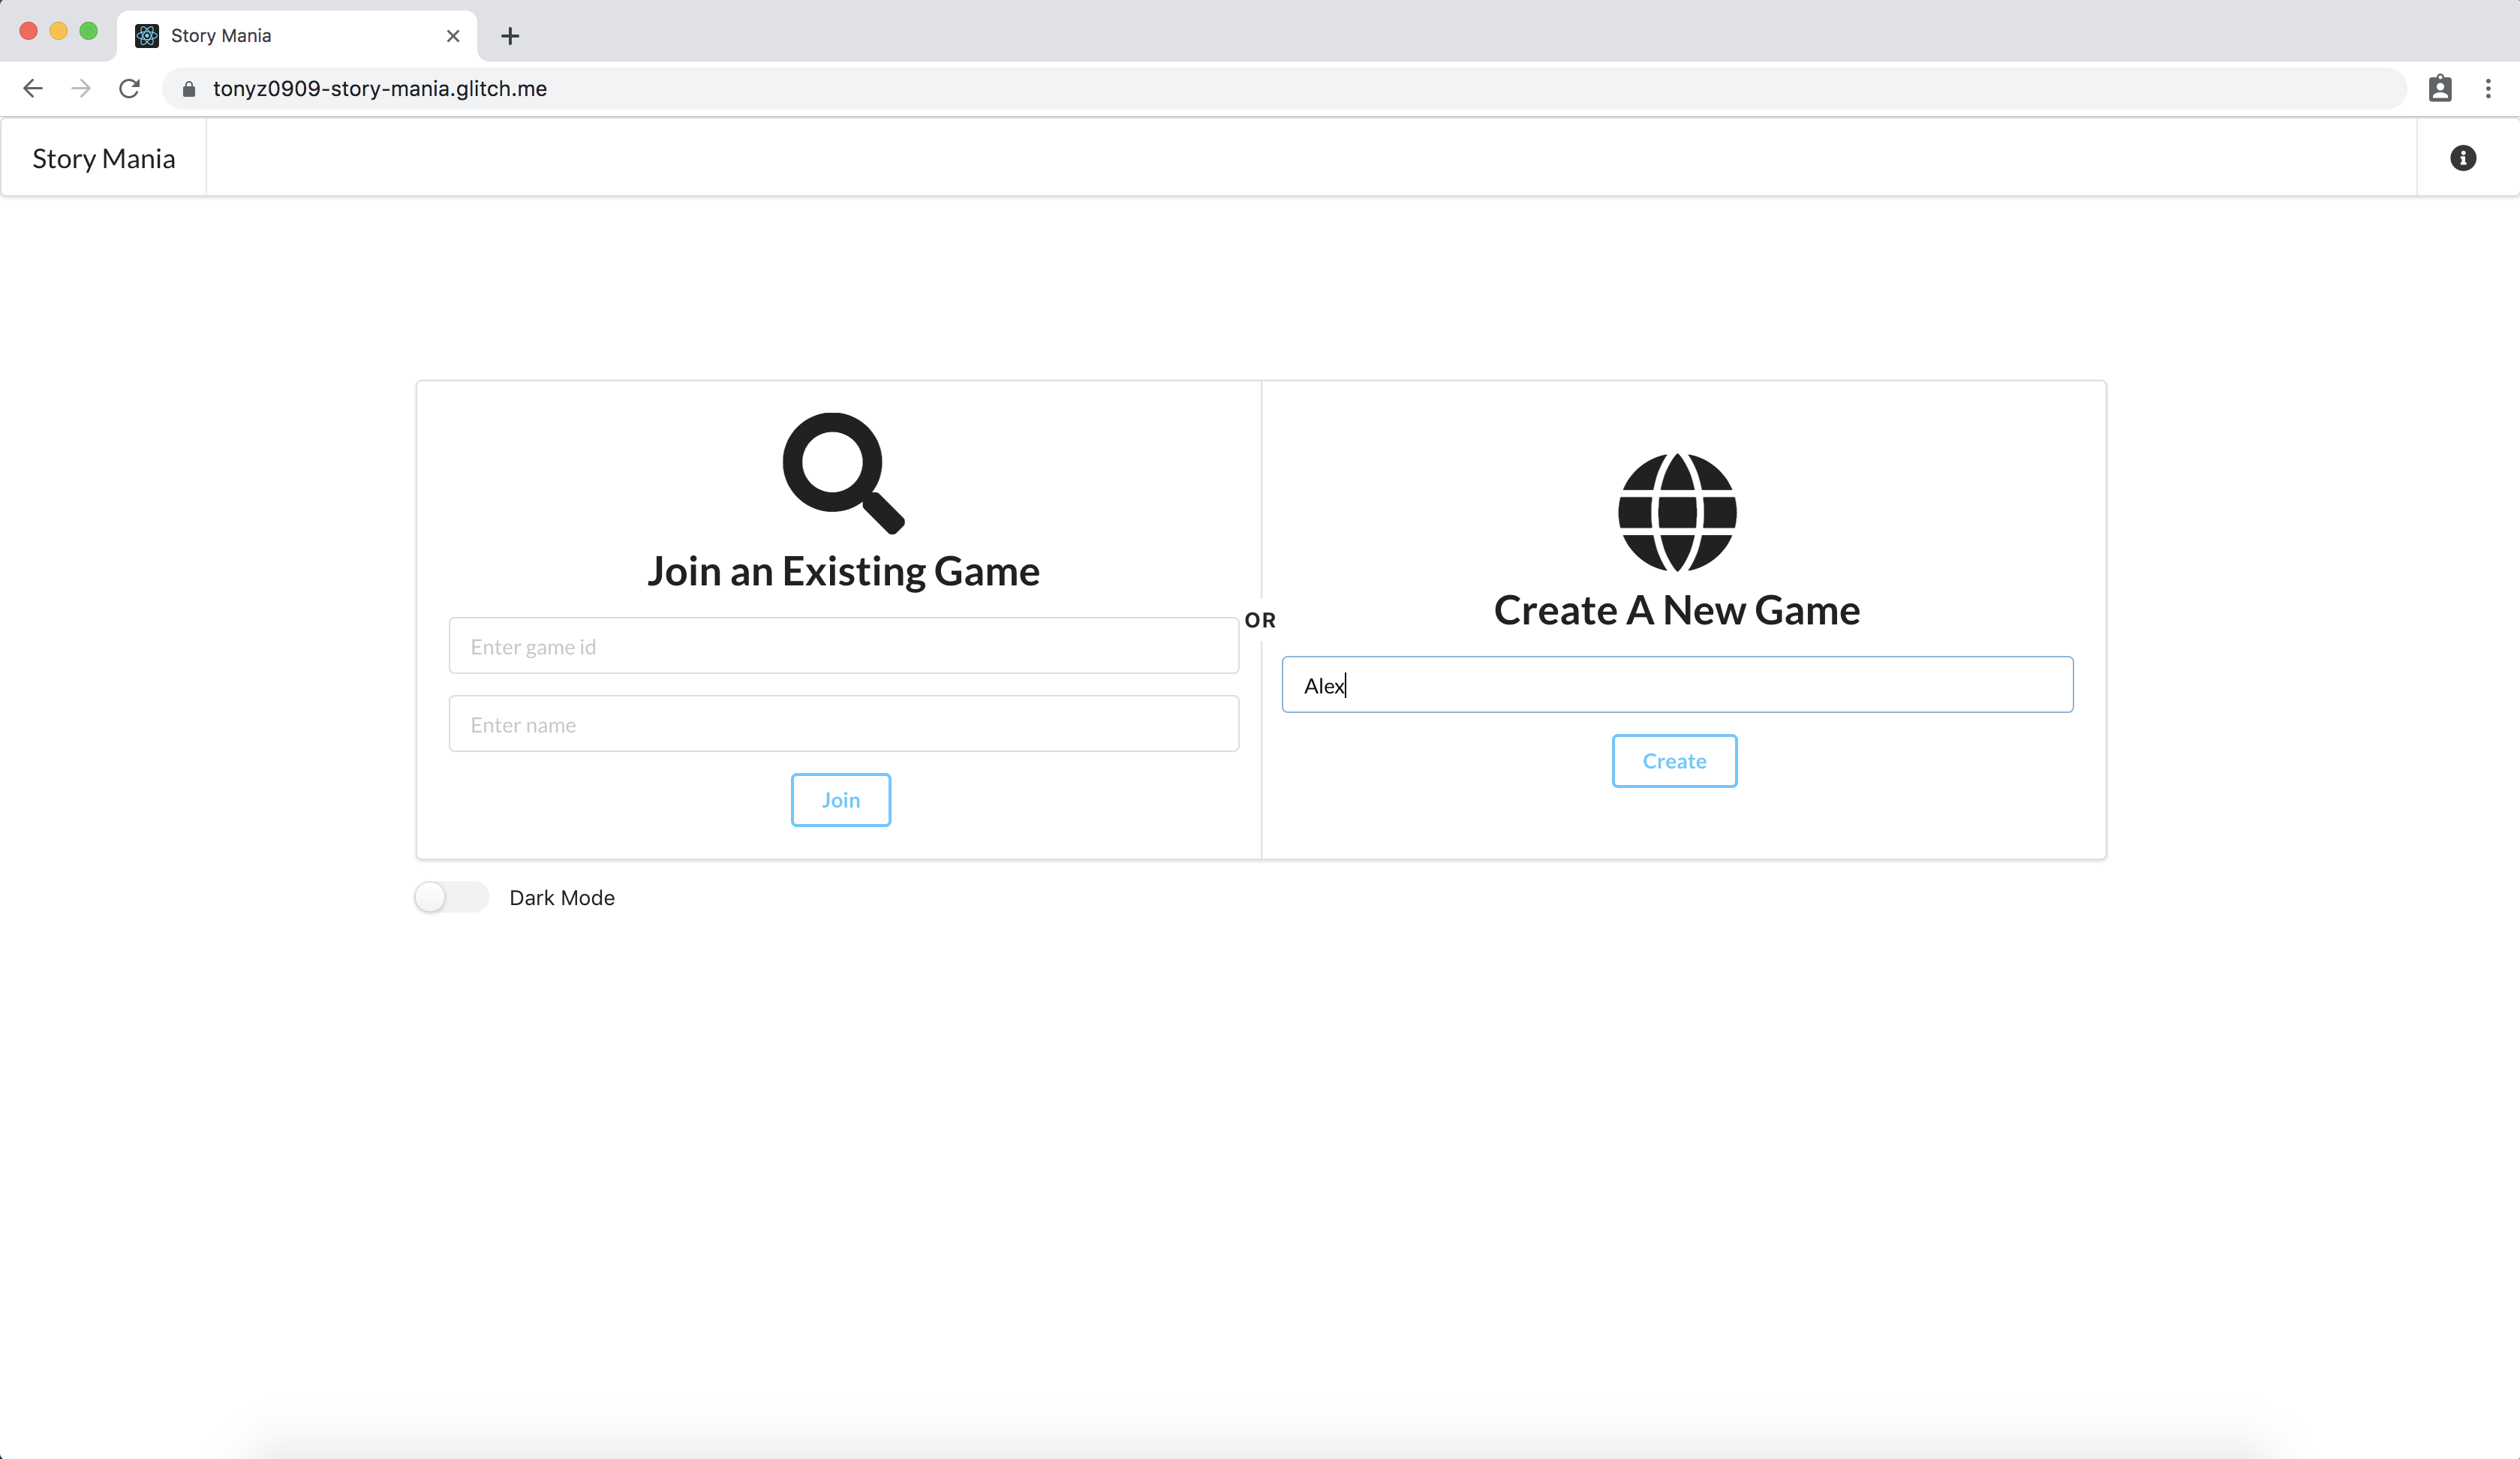 Story Mania
tonyz0909-story-mania.glitch.me
Story Mania
Join an Existing Game
Enter game id
Enter name
Join
OR
Create A New Game
Alex
Create
Dark Mode